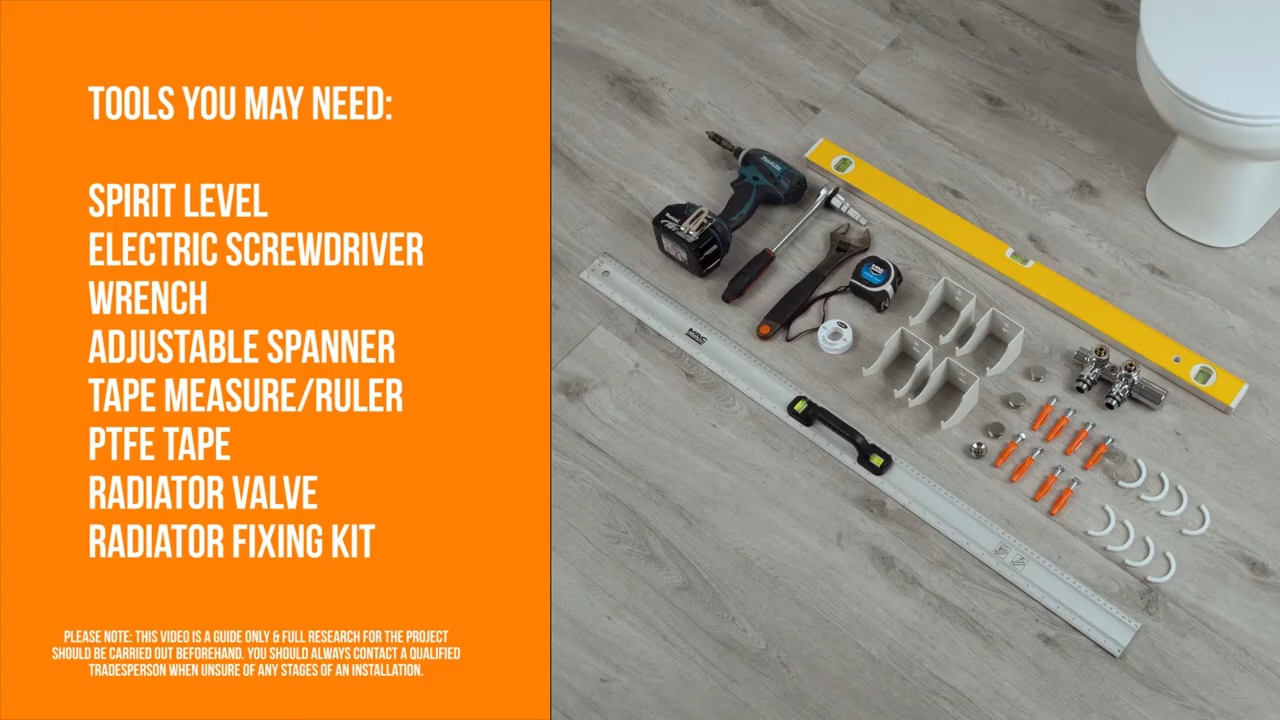 TOOLS YOU MAY NEED:
SPIRIT LEVEL
ELECTRIC SCREWDRIVER
WRENCH
ADJUSTABLE SPANNER
TAPE MEASURE/RULER
PTFE TAPE
RADIATOR VALVE
RADIATOR FIXING KIT
PLEASE NOTE: THIS VIDEO IS A GUIDE ONLY & FULL RESEARCH FOR THE PROJECT
SHOULD BE CARRIED OUT BEFOREHAND. YOU SHOULD ALWAYS CONTACT A QUALIFIED
TRADESPERSON WHEN UNSURE OF ANY STAGES OF AN INSTALLATION.
makita
MAC